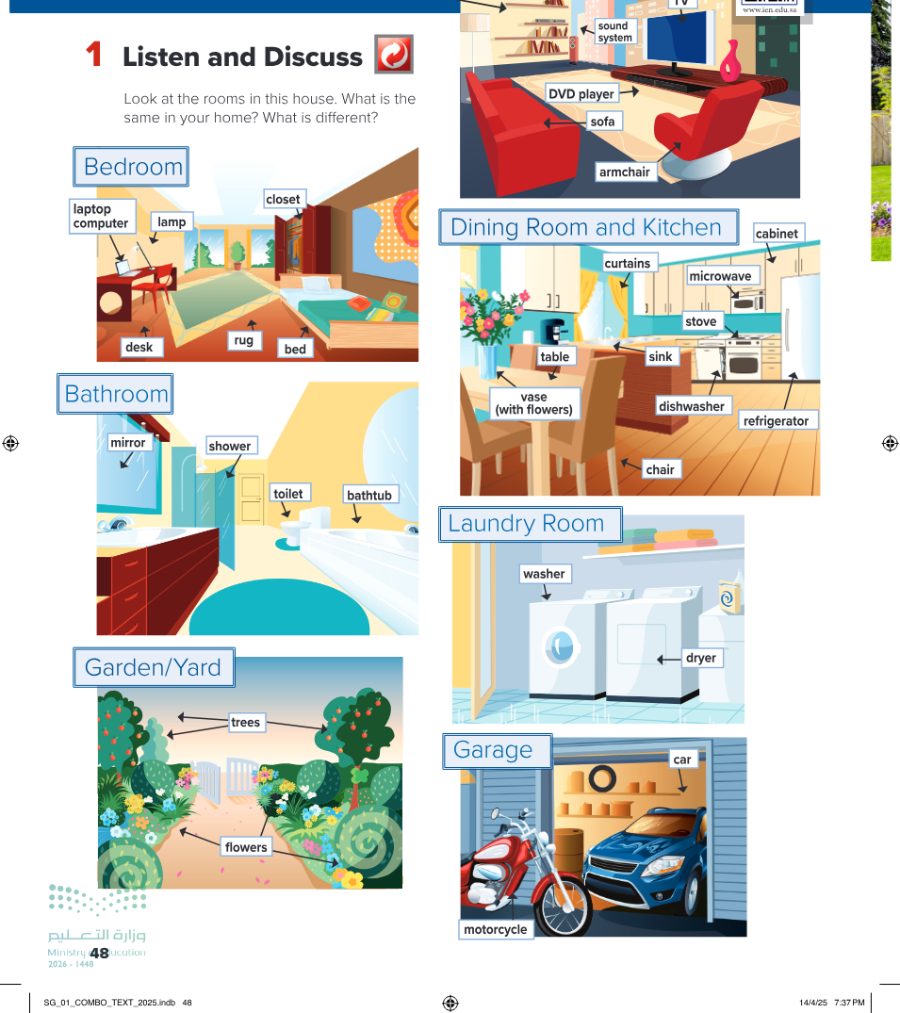 www.ien.edu.sa
1 Listen and Discuss
Look at the rooms in this house. What is the
same in your home? What is different?
TV
sound
system
DVD player
sofa
armchair
Bedroom
laptop
computer
lamp
closet
desk
rug
bed
Dining Room and Kitchen
cabinet
curtains
microwave
stove
table
sink
vase
(with flowers)
dishwasher
refrigerator
chair
Bathroom
mirror
shower
toilet
bathtub
Laundry Room
washer
dryer
Garden/Yard
trees
flowers
Garage
car
motorcycle
وزارة التعليم
Ministry of Education
2026 - 1448
48
SG_01_COMBO_TEXT_2025.indb 48
14/4/25 7:37 PM